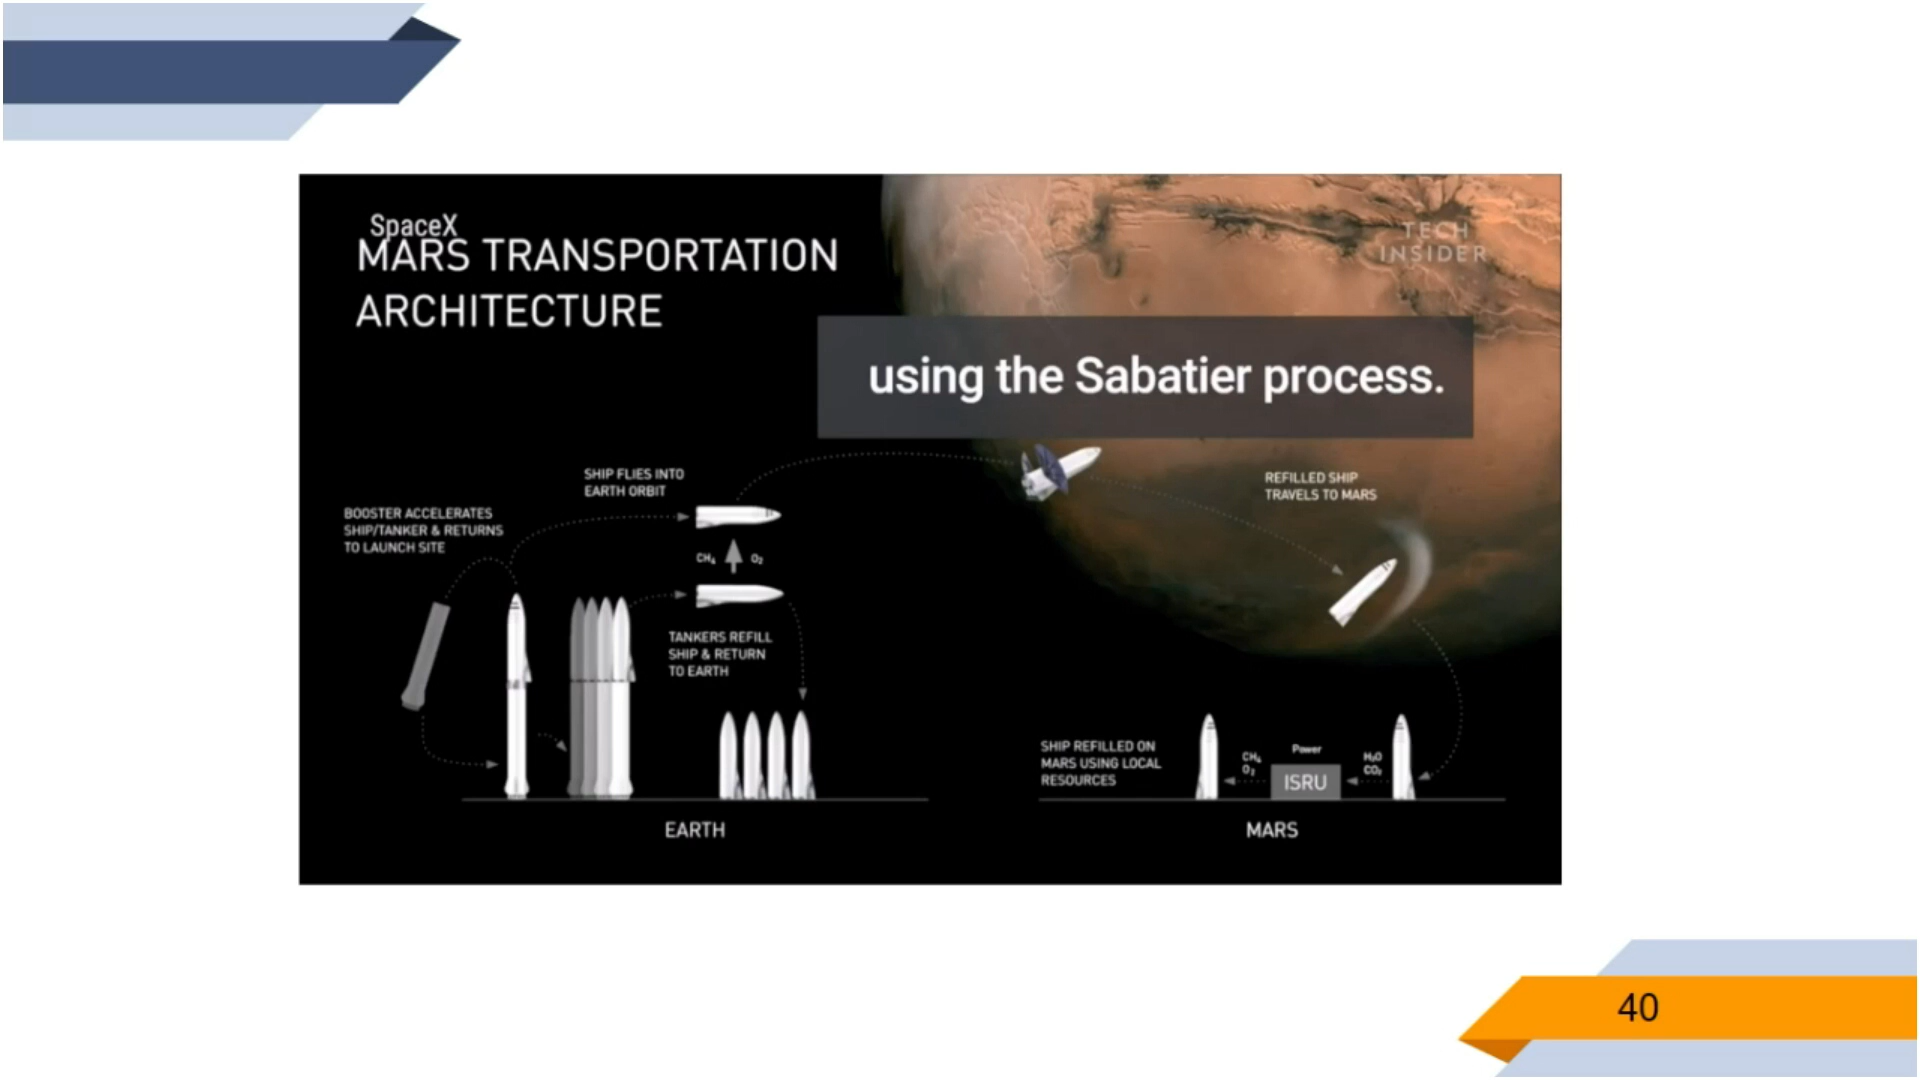 SpaceX
MARS TRANSPORTATION
ARCHITECTURE
TECH
INSIDER
using the Sabatier process.
SHIP FLIES INTO
EARTH ORBIT
REFILLED SHIP
TRAVELS TO MARS
BOOSTER ACCELERATES
SHIP/TANKER & RETURNS
TO LAUNCH SITE
CH₄ O₂
TANKERS REFILL
SHIP & RETURN
TO EARTH
SHIP REFILLED ON
MARS USING LOCAL
RESOURCES
CH₄
O₂
Power
ISRU
H₂O
CO₂
EARTH
MARS
40